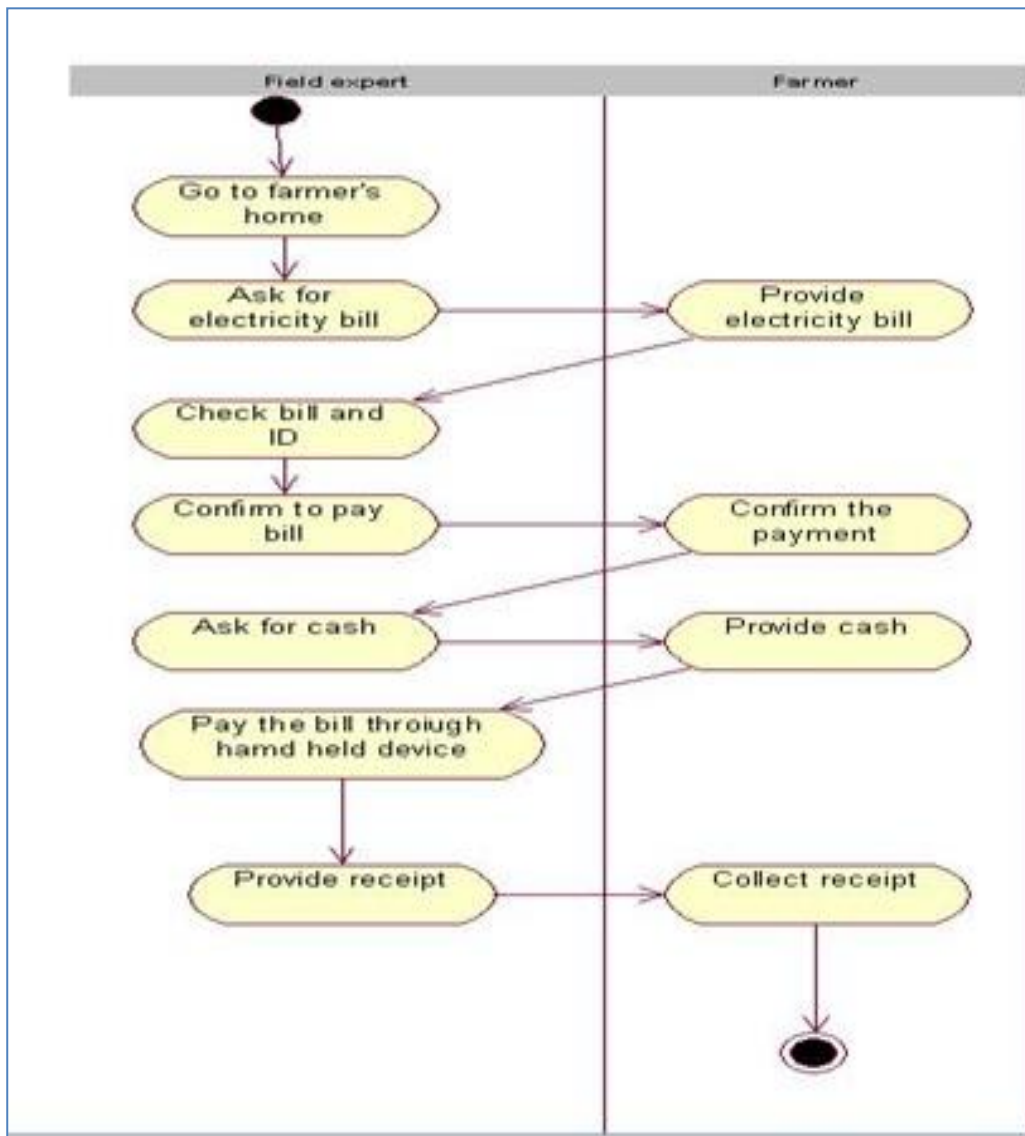 Field expert
Farmer
Go to farmer's
home
Ask for
electricity bill
Provide
electricity bill
Check bill and
ID
Confirm to pay
bill
Confirm the
payment
Ask for cash
Provide cash
Pay the bill throiugh
hamd held device
Provide receipt
Collect receipt